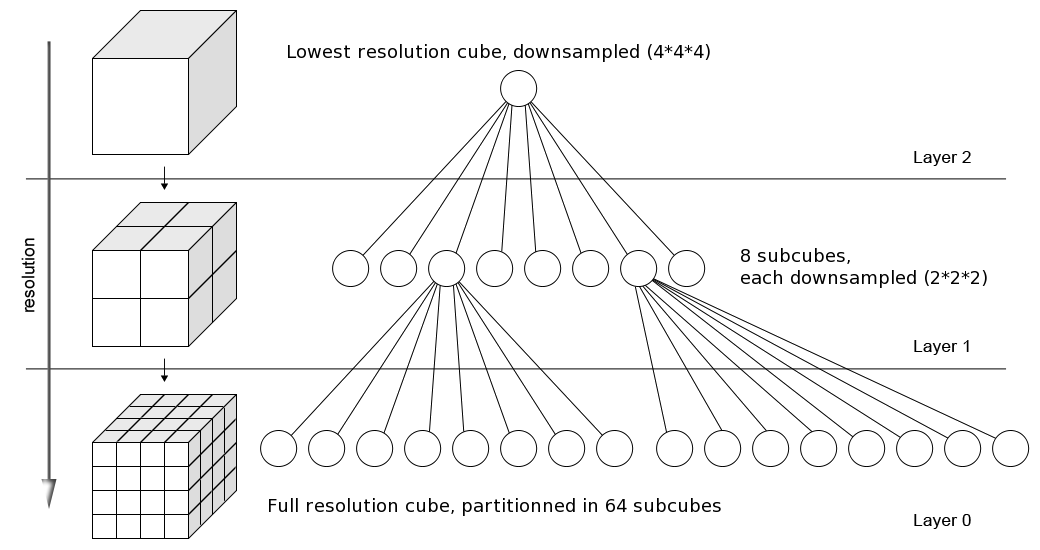 Lowest resolution cube, downsampled (4*4*4)
Layer 2
resolution
8 subcubes,
each downsampled (2*2*2)
Layer 1
Full resolution cube, partitionned in 64 subcubes
Layer 0